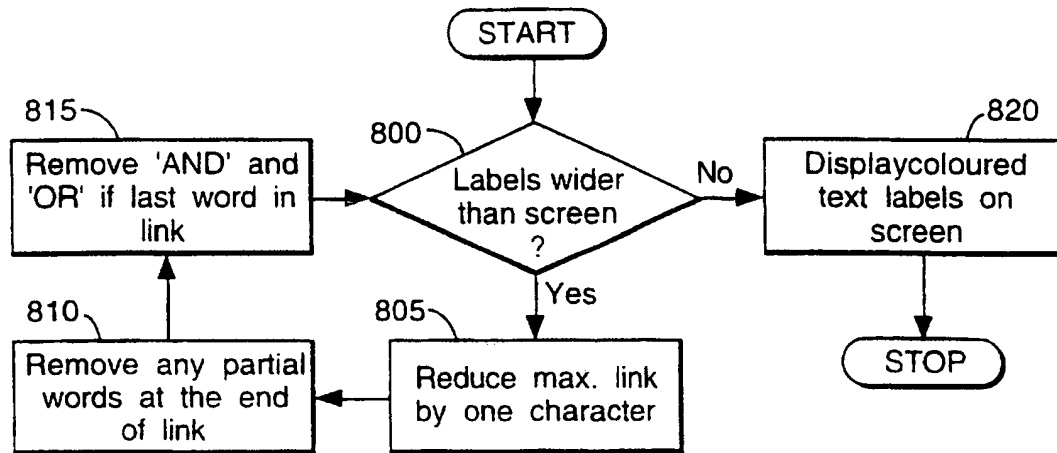 START
815
Remove 'AND' and
'OR' if last word in
link
800
Labels wider
than screen
?
No
820
Displaycoloured
text labels on
screen
Yes
810
Remove any partial
words at the end
of link
805
Reduce max. link
by one character
STOP